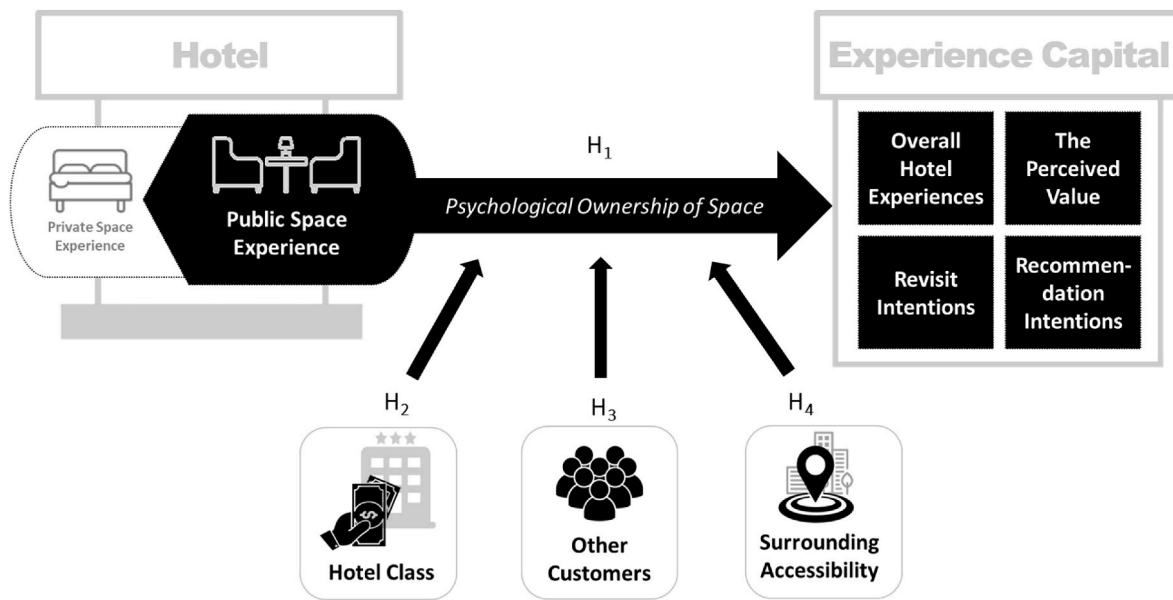 Hotel
Experience Capital
Private Space
Experience
Public Space
Experience
H₁
Psychological Ownership of Space
Overall
Hotel
Experiences
The
Perceived
Value
Revisit
Intentions
Recommen-
dation
Intentions
H₂
H₃
H₄
$
Hotel Class
Other
Customers
Surrounding
Accessibility